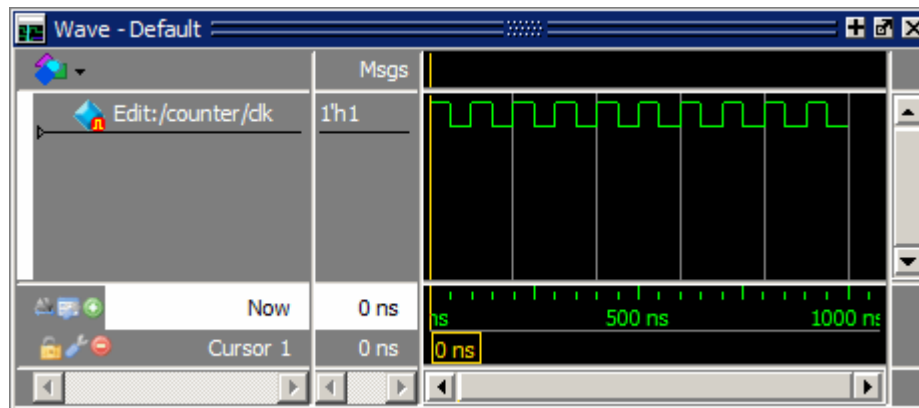 Wave - Default
Msgs
Edit:/counter/clk 1'h1
Now 0 ns
ns 500 ns 1000 ns
Cursor 1 0 ns 0 ns